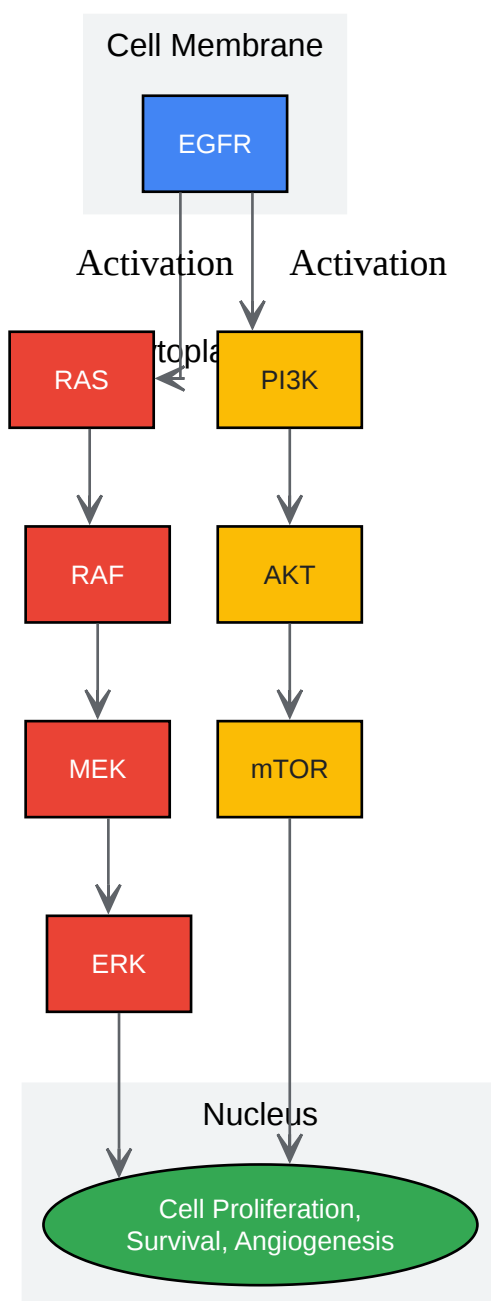 Cell Membrane
EGFR
Activation
Activation
RAS
PI3K
RAF
AKT
MEK
mTOR
ERK
Nucleus
Cell Proliferation,
Survival, Angiogenesis